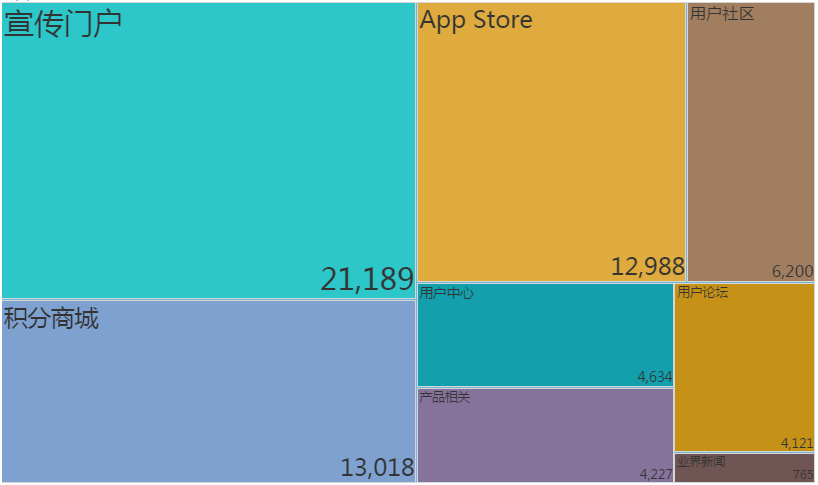 宣传门户
21,189
积分商城
13,018
App Store
12,988
用户社区
6,200
用户中心
4,634
产品相关
4,227
用户论坛
4,121
业界新闻
765